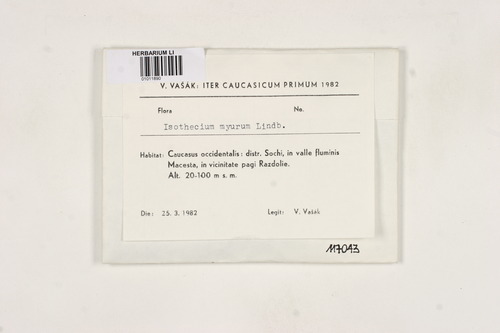 HERBARIUM LI
V. VAŠÁK: ITER CAUCASICUM PRIMUM 1982
Flora No.
Isothecium myurum Lindb.
Habitat: Caucasus occidentalis: distr. Sochi, in valle fluminis
Macesta, in vicinitate pagi Razdolie.
Alt. 20-100 m s. m.
Die: 25. 3. 1982 Legit: V. Vašák
117043